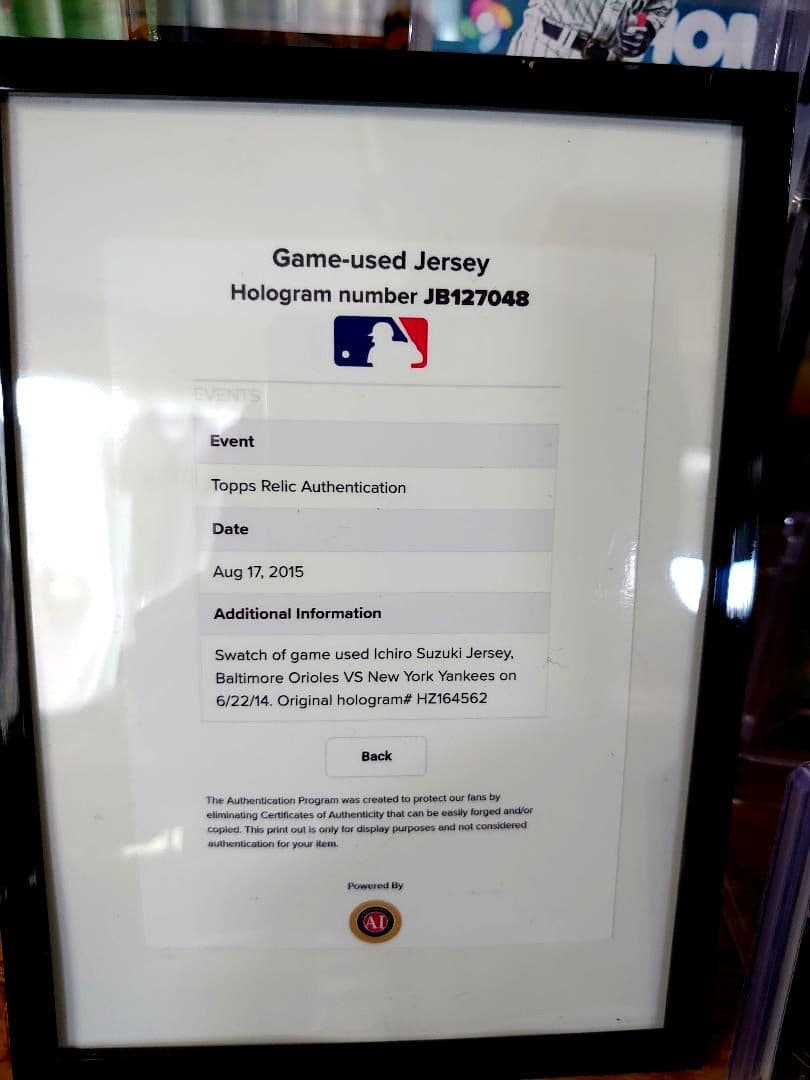 ION
Game-used Jersey
Hologram number JB127048
EVENTS
Event
Topps Relic Authentication
Date
Aug 17, 2015
Additional Information
Swatch of game used Ichiro Suzuki Jersey,
Baltimore Orioles VS New York Yankees on
6/22/14. Original hologram# HZ164562
Back
The Authentication Program was created to protect our fans by
eliminating Certificates of Authenticity that can be easily forged and/or
copied. This print out is only for display purposes and not considered
authentication for your item.
Powered By
AI